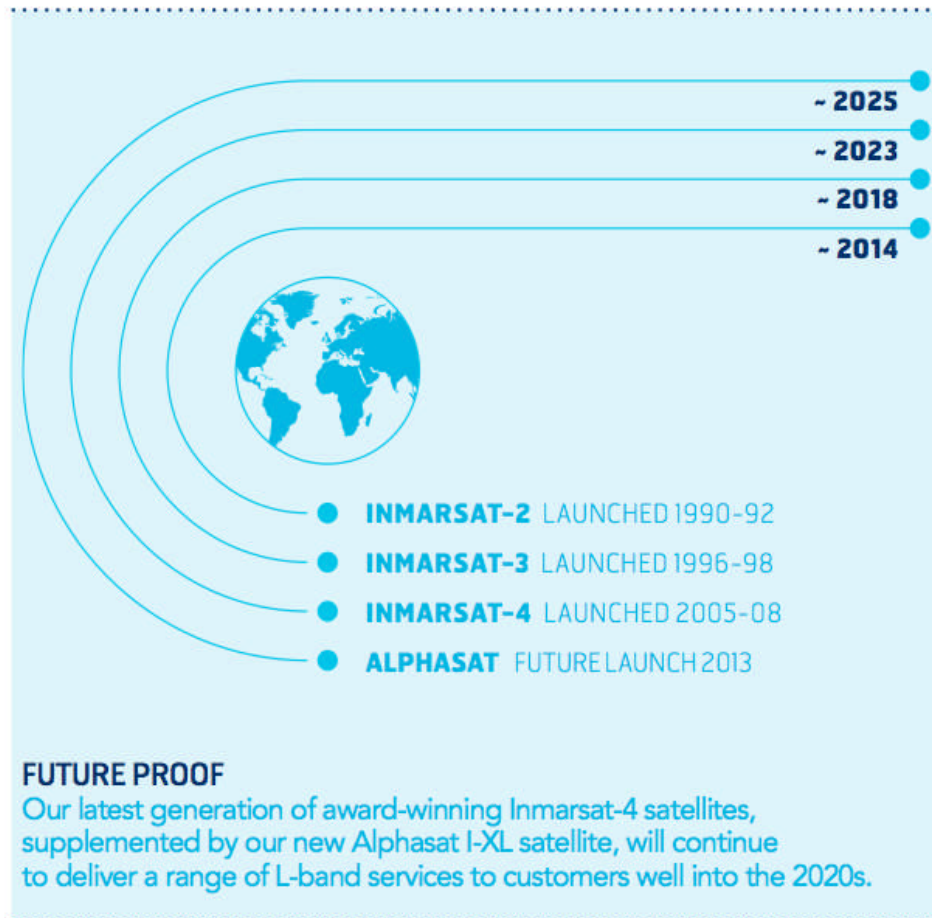 ~ 2025
~ 2023
~ 2018
~ 2014
INMARSAT-2 LAUNCHED 1990-92
INMARSAT-3 LAUNCHED 1996-98
INMARSAT-4 LAUNCHED 2005-08
ALPHASAT FUTURE LAUNCH 2013
FUTURE PROOF
Our latest generation of award-winning Inmarsat-4 satellites,
supplemented by our new Alphasat I-XL satellite, will continue
to deliver a range of L-band services to customers well into the 2020s.